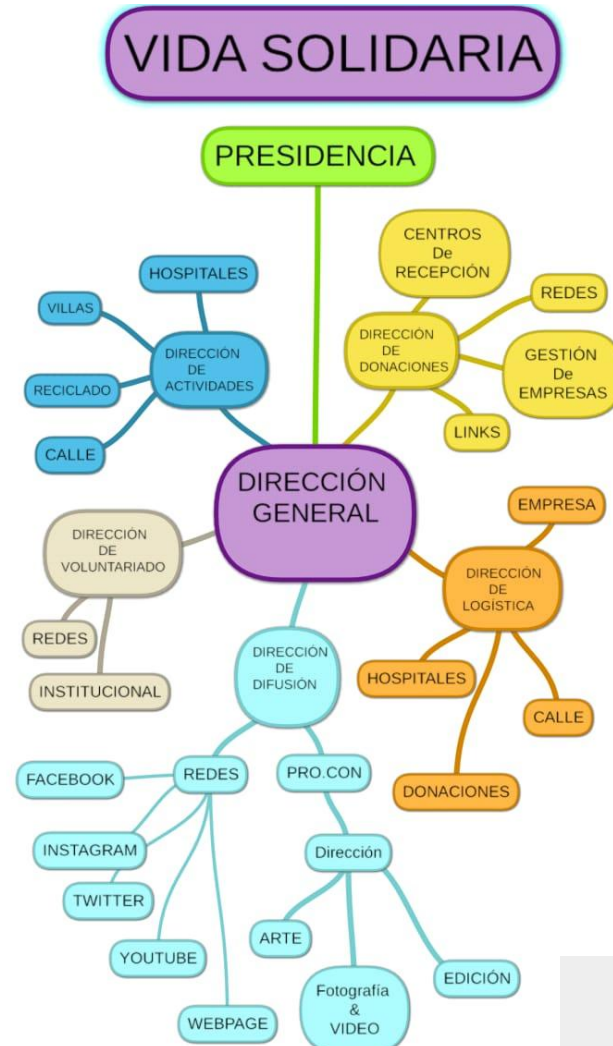 VIDA SOLIDARIA
PRESIDENCIA
HOSPITALES
VILLAS
DIRECCIÓN
DE
ACTIVIDADES
RECICLADO
CALLE
CENTROS
De
RECEPCIÓN
REDES
DIRECCIÓN
DE
DONACIONES
GESTIÓN
De
EMPRESAS
LINKS
DIRECCIÓN
GENERAL
DIRECCIÓN
DE
VOLUNTARIADO
REDES
INSTITUCIONAL
EMPRESA
DIRECCIÓN
DE
LOGÍSTICA
HOSPITALES
CALLE
DONACIONES
DIRECCIÓN
DE
DIFUSIÓN
REDES
FACEBOOK
INSTAGRAM
TWITTER
YOUTUBE
WEBPAGE
PRO.CON
Dirección
ARTE
Fotografía
&
VIDEO
EDICIÓN